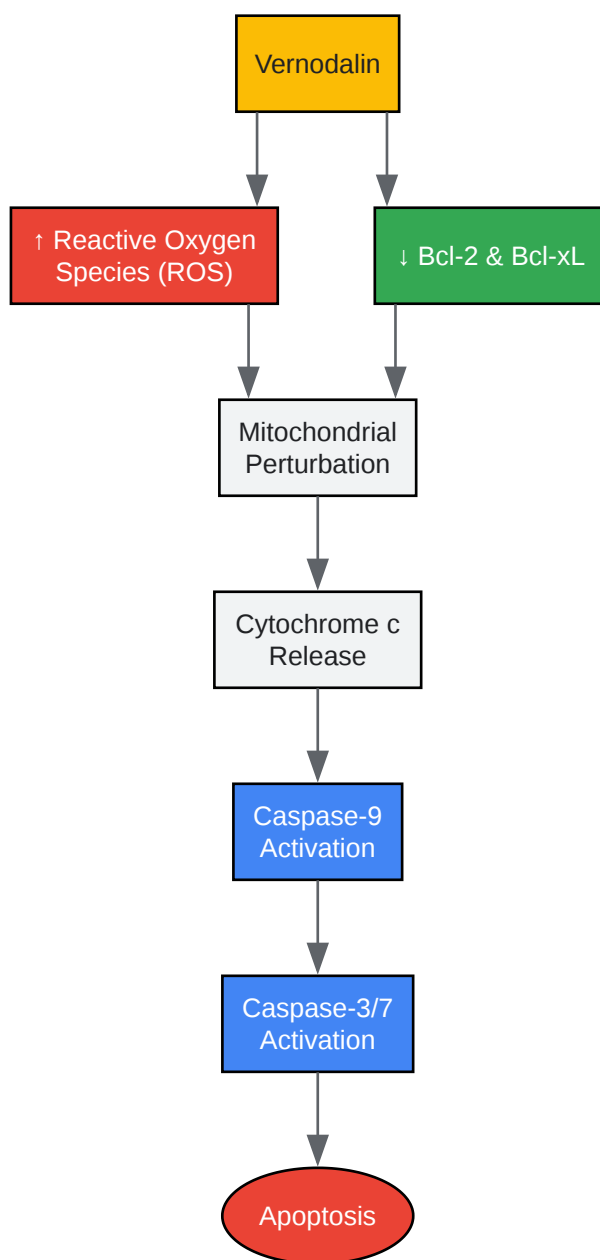 Vernodalin
↑ Reactive Oxygen
Species (ROS)
↓ Bcl-2 & Bcl-xL
Mitochondrial
Perturbation
Cytochrome c
Release
Caspase-9
Activation
Caspase-3/7
Activation
Apoptosis